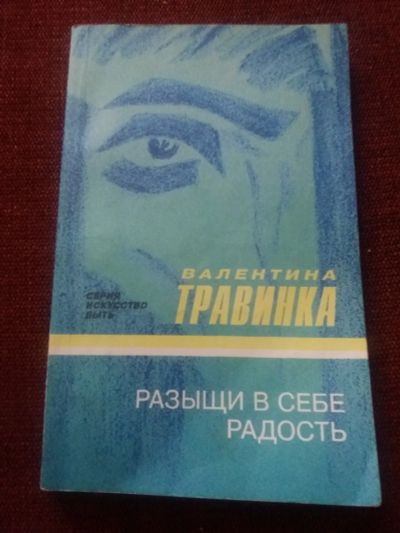 ВАЛЕНТИНА
ТРАВИНКА
СЕРИЯ
ИСКУССТВО
БЫТЬ
РАЗЫЩИ В СЕБЕ
РАДОСТЬ